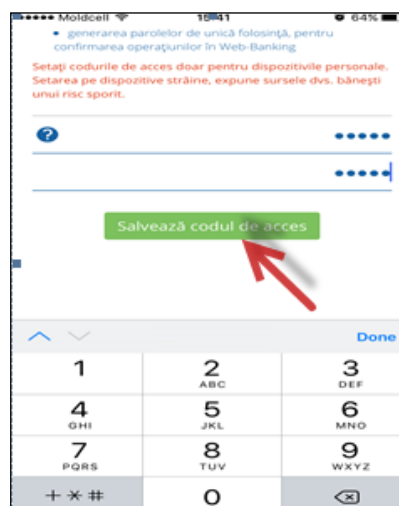 Moldcell 15:41 64%
• generarea parolelor de unică folosință, pentru
confirmarea operațiunilor în Web-Banking
Setați codurile de acces doar pentru dispozitivele personale.
Setarea pe dispozitive străine, expune sursele dvs. bănești
unui risc sporit.
?
•••••
•••••
Salvează codul de acces
Done
1 2 3
ABC DEF
4 5 6
GHI JKL MNO
7 8 9
PQRS TUV WXYZ
+ * # 0